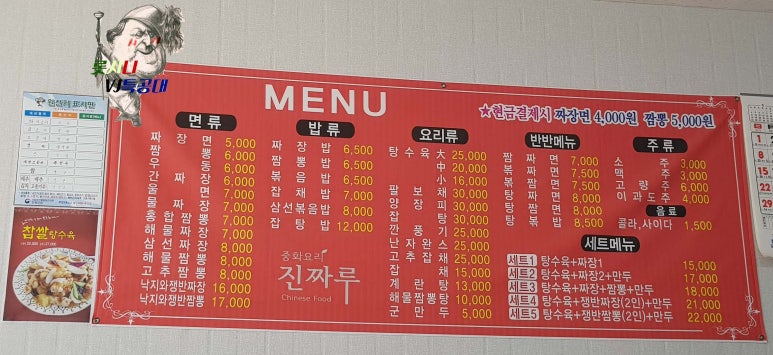 토시니
VJ특공대
MENU
★현금결제시 짜장면 4,000원 짬뽕 5,000원
면류
짜장면 5,000
짬뽕 6,000
우동 6,000
간짜장 6,000
울면 7,000
물짜장 7,000
홍합짬뽕 7,000
해물짜장 8,000
삼선 8,000
해물짬뽕 8,000
고추짬뽕 8,000
낙지와쟁반짜장 16,000
낙지와쟁반짬뽕 17,000
밥류
짜장밥 6,500
짬뽕밥 6,500
볶음밥 6,500
잡채밥 7,000
삼선볶음밥 8,000
잡탕밥 12,000
중화요리
진짜루
Chinese Food
요리류
탕수육 大 25,000
中 20,000
小 16,000
팔보채 30,000
양장피 30,000
잡탕 30,000
깐풍기 25,000
난자완스 25,000
고추잡채 25,000
잡채 15,000
계란탕 13,000
해물짬뽕탕 10,000
군만두 5,000
반반메뉴
짬짜면 7,000
볶짜면 7,500
볶짬면 7,500
탕짜면 8,000
탕짬면 8,000
탕볶밥 8,500
주류
소주 3,000
맥주 3,000
고량주 6,000
이과도주 4,000
음료
콜라,사이다 1,500
세트메뉴
세트1 탕수육+짜장1 15,000
세트2 탕수육+짜장2+만두 17,000
세트3 탕수육+짜장+짬뽕+만두 18,000
세트4 탕수육+쟁반짜장(2인)+만두 21,000
세트5 탕수육+쟁반짬뽕(2인)+만두 22,000
찹쌀탕수육
1
8
15
22
29